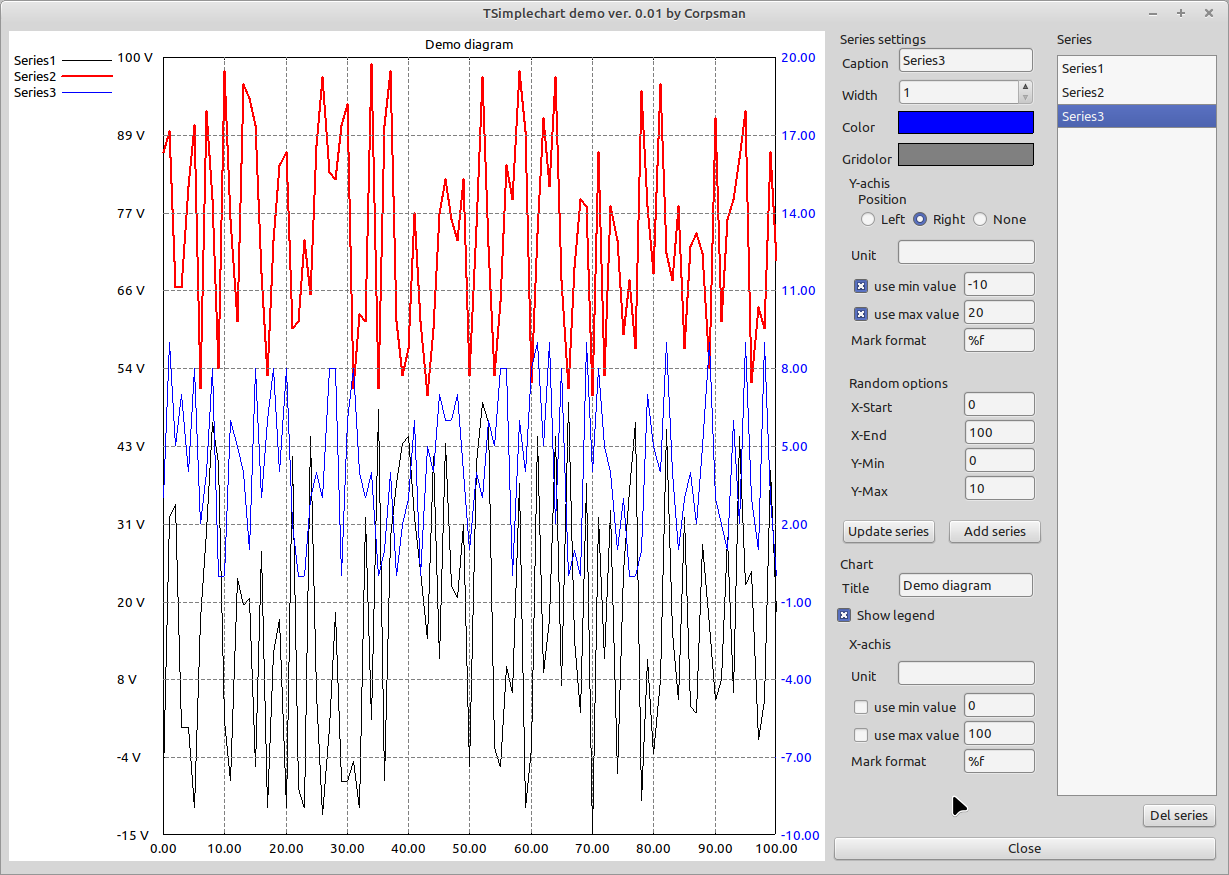 TSimplechart demo ver. 0.01 by Corpsman
Demo diagram
Series1
Series2
Series3
100 V
89 V
77 V
66 V
54 V
43 V
31 V
20 V
8 V
-4 V
-15 V
20.00
17.00
14.00
11.00
8.00
5.00
2.00
-1.00
-4.00
-7.00
-10.00
0.00 10.00 20.00 30.00 40.00 50.00 60.00 70.00 80.00 90.00 100.00
Series settings
Caption Series3
Width 1
Color
Gridolor
Y-achis
Position
Left Right None
Unit
use min value -10
use max value 20
Mark format %f
Random options
X-Start 0
X-End 100
Y-Min 0
Y-Max 10
Update series Add series
Chart
Title Demo diagram
Show legend
X-achis
Unit
use min value 0
use max value 100
Mark format %f
Series
Series1
Series2
Series3
Del series
Close